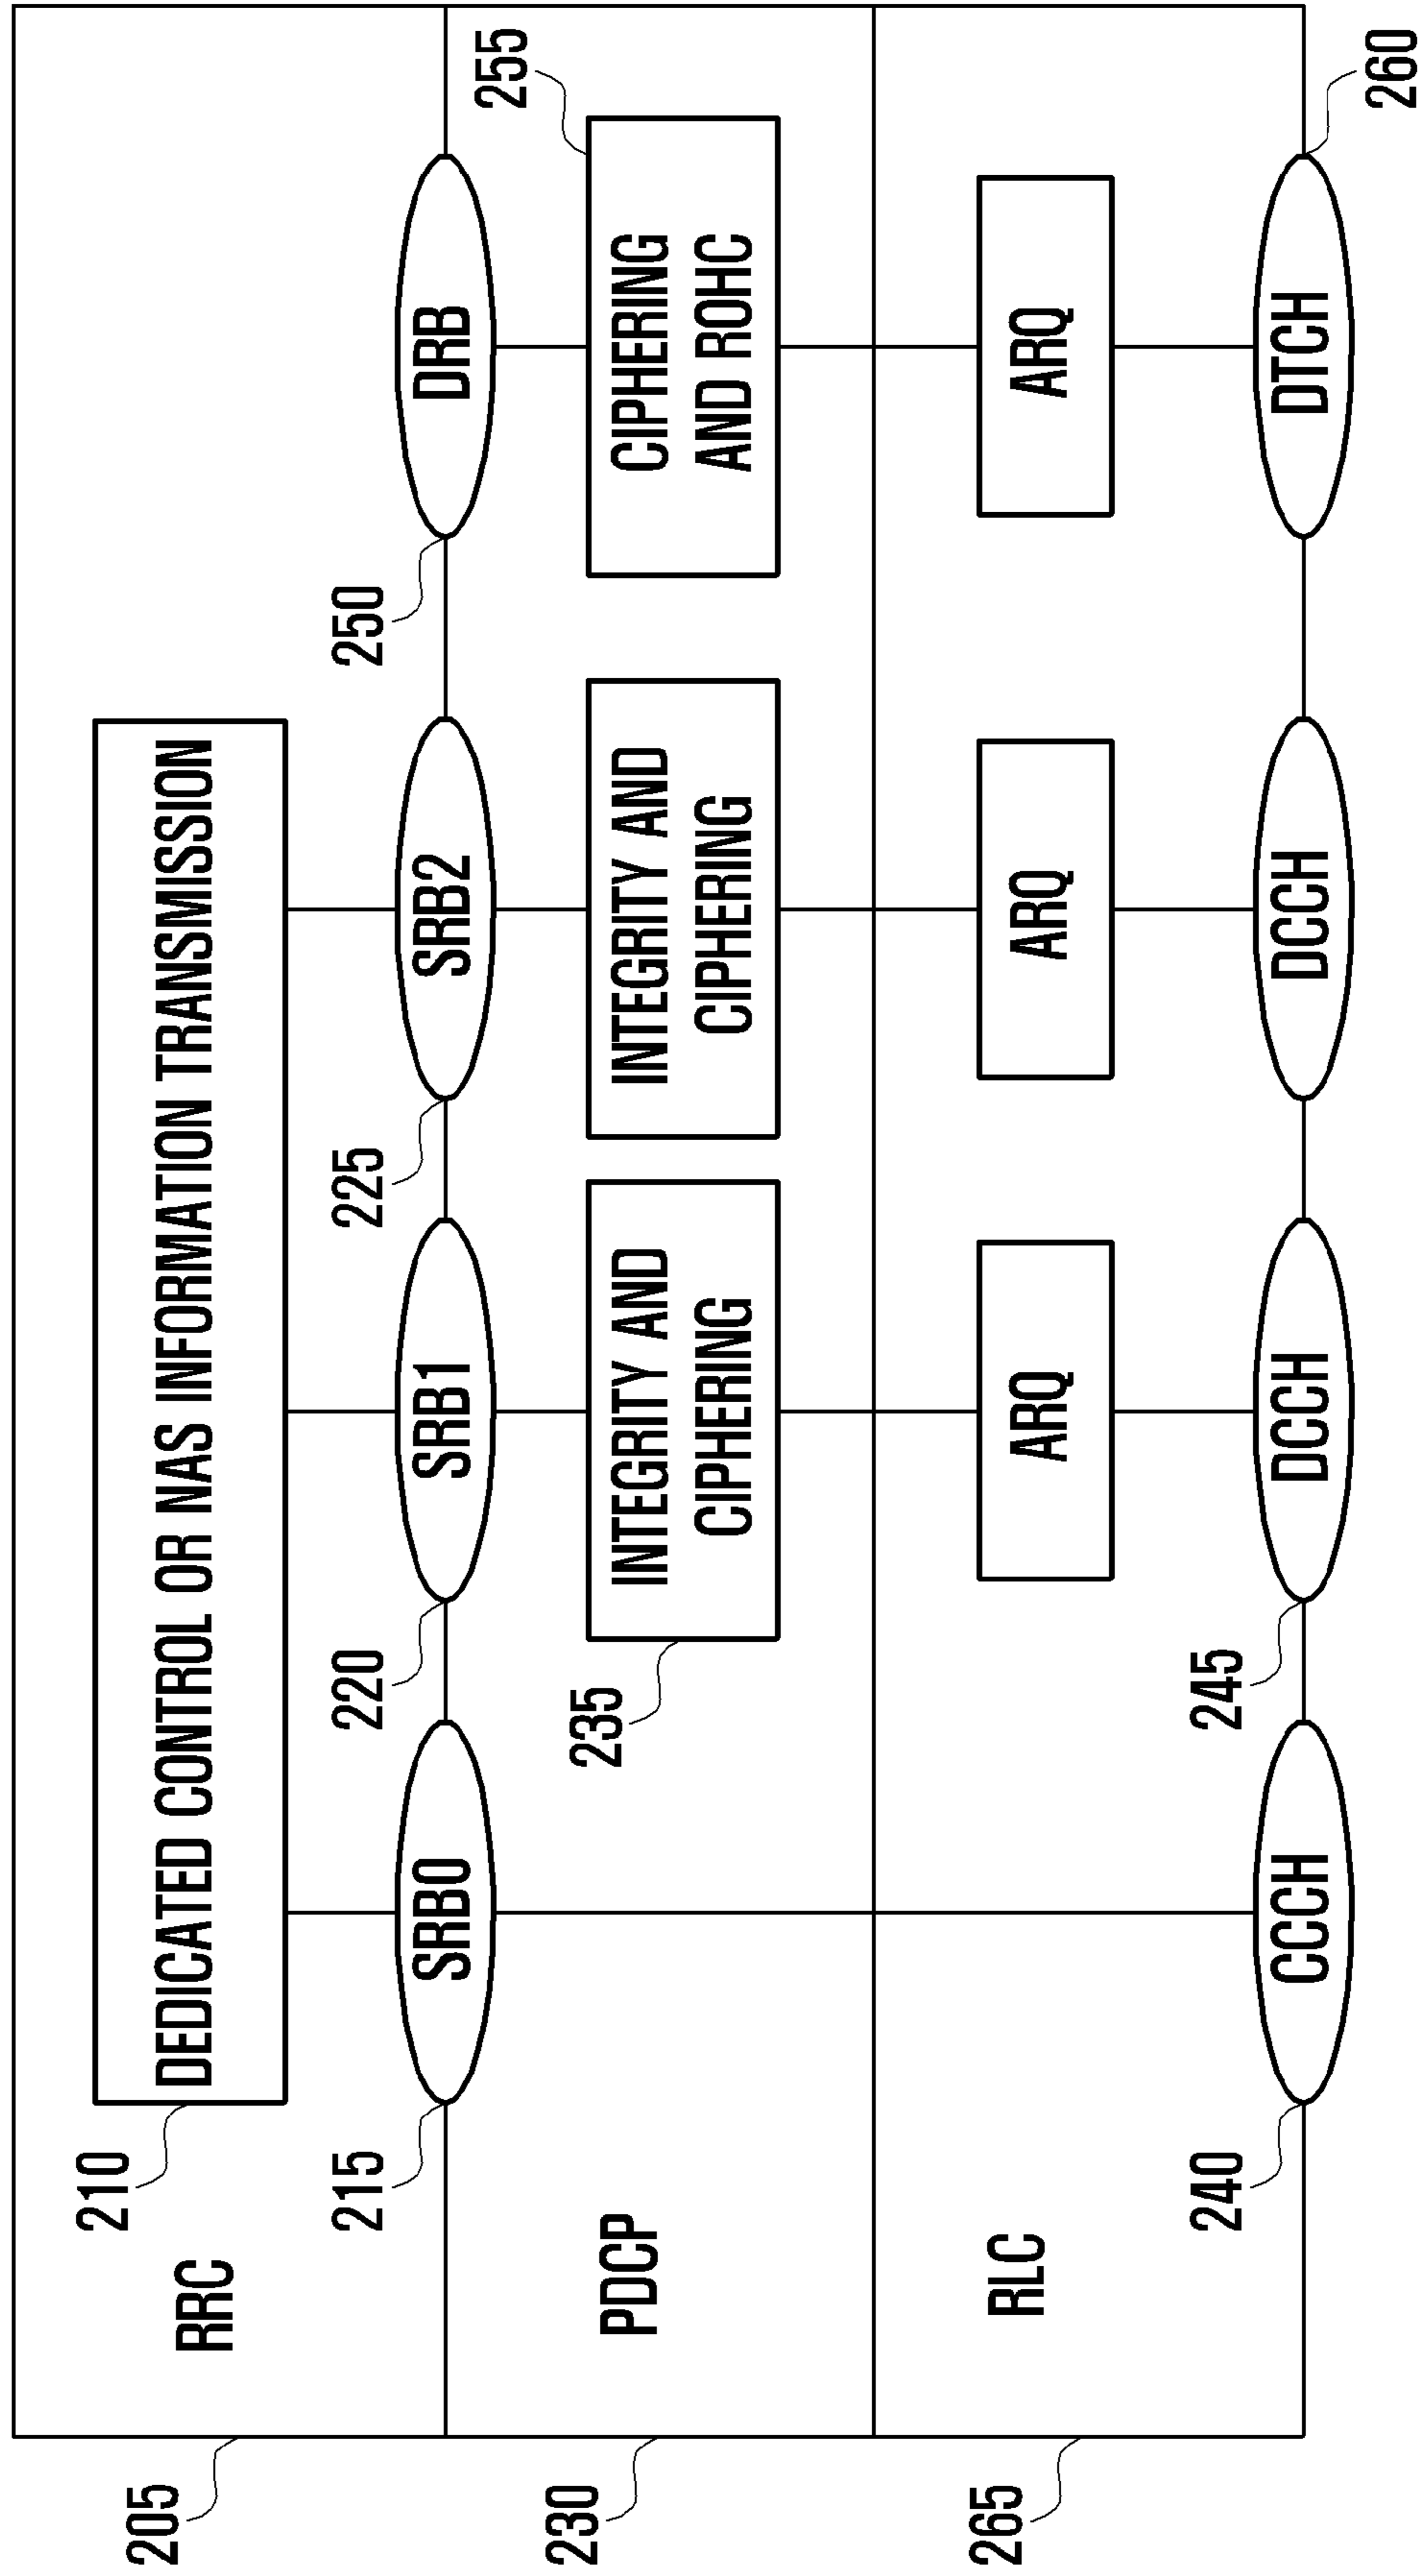 205
RRC
210
DEDICATED CONTROL OR NAS INFORMATION TRANSMISSION
215
220
225
250
SRB0
SRB1
SRB2
DRB
230
PDCP
235
INTEGRITY AND
CIPHERING
INTEGRITY AND
CIPHERING
255
CIPHERING
AND ROHC
265
RLC
ARQ
ARQ
ARQ
240
245
CCCH
DCCH
DCCH
DTCH
260